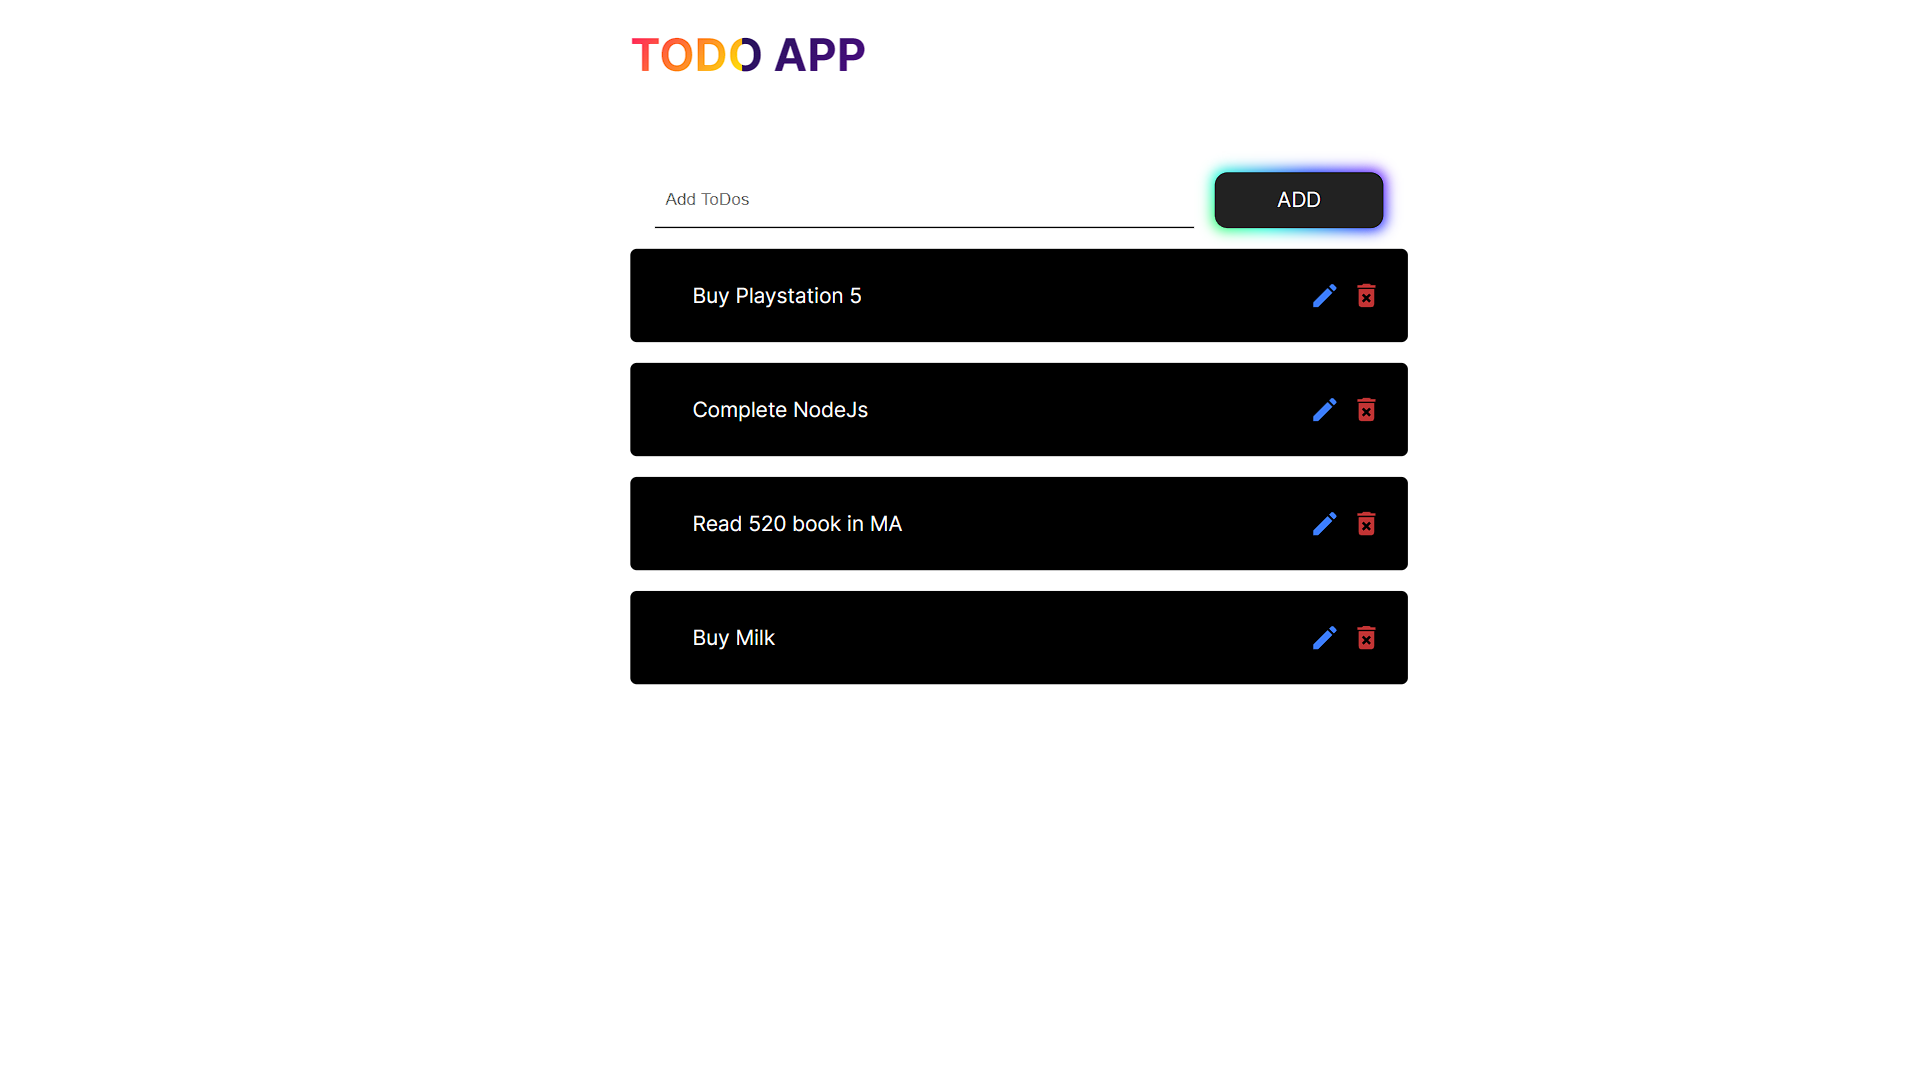 TODO APP
Add ToDos
ADD
Buy Playstation 5
Complete NodeJs
Read 520 book in MA
Buy Milk